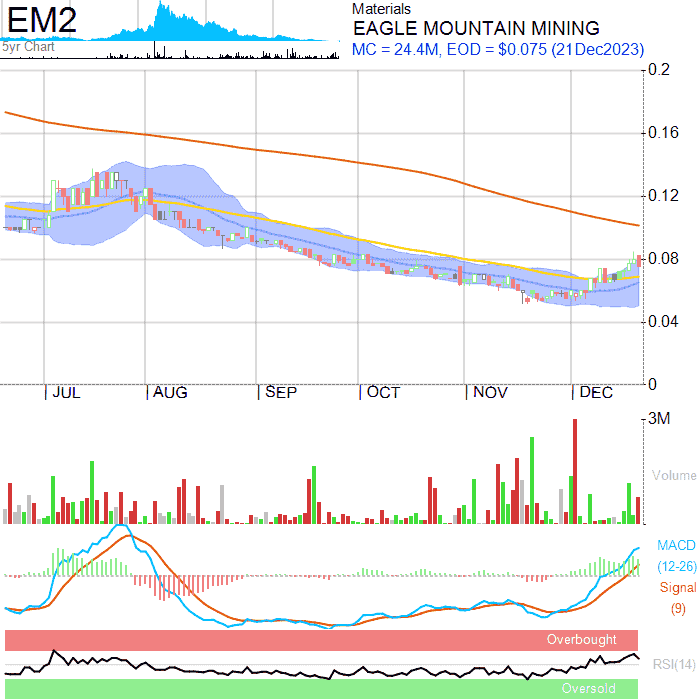 EM2
5yr Chart
Materials
EAGLE MOUNTAIN MINING
MC = 24.4M, EOD = $0.075 (21Dec2023)
0.2
0.16
0.12
0.08
0.04
0
JUL AUG SEP OCT NOV DEC
3M
Volume
MACD
(12-26)
Signal
(9)
Overbought
RSI(14)
Oversold